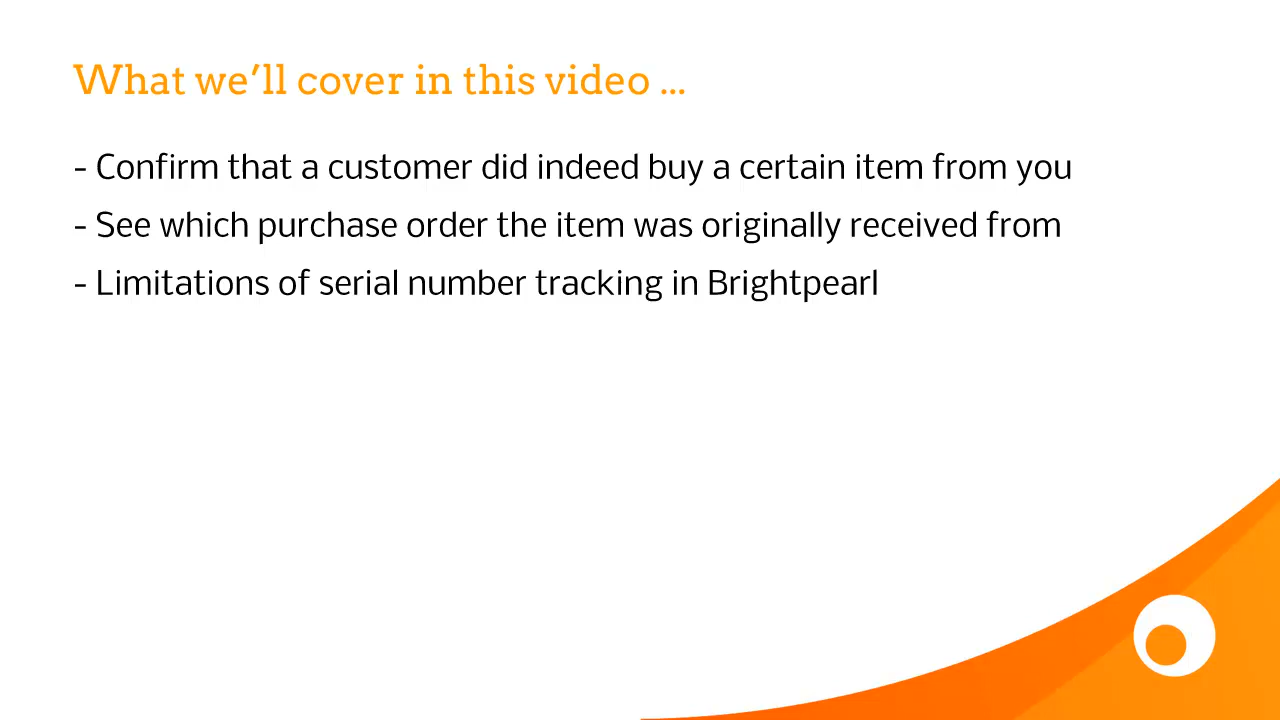 What we’ll cover in this video ...
- Confirm that a customer did indeed buy a certain item from you
- See which purchase order the item was originally received from
- Limitations of serial number tracking in Brightpearl